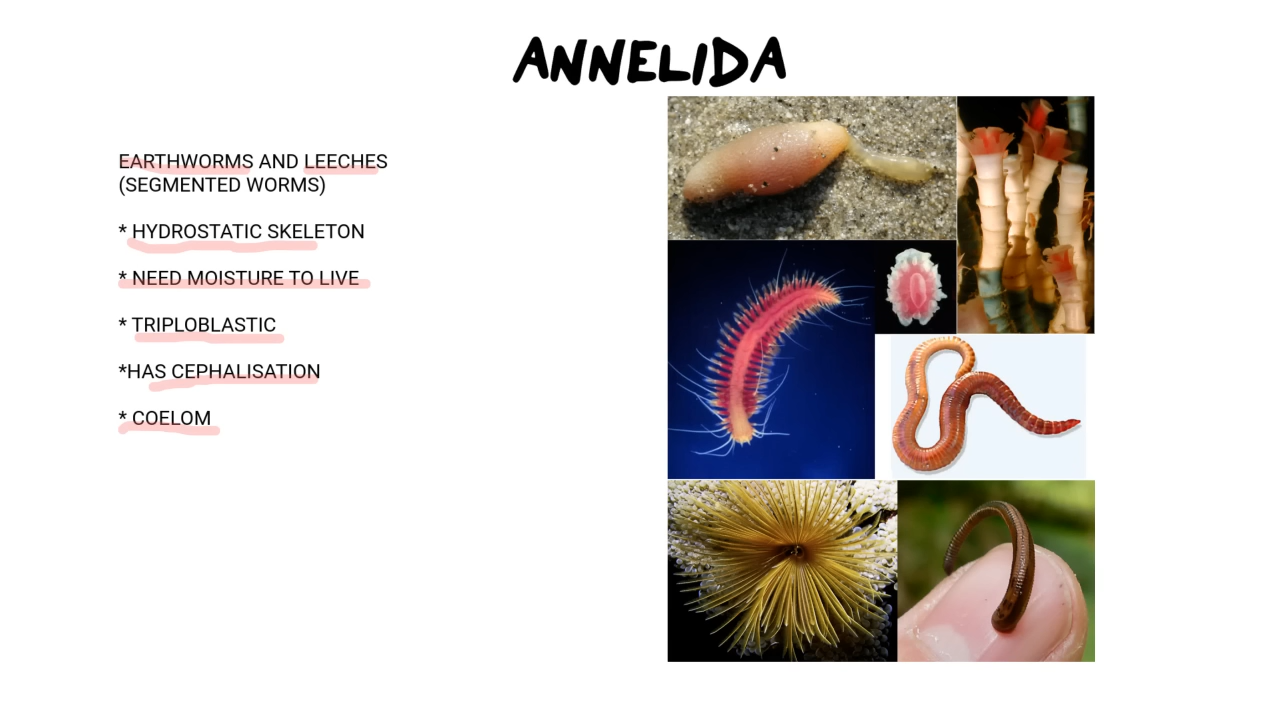 ANNELIDA
EARTHWORMS AND LEECHES
(SEGMENTED WORMS)
* HYDROSTATIC SKELETON
* NEED MOISTURE TO LIVE
* TRIPLOBLASTIC
*HAS CEPHALISATION
* COELOM